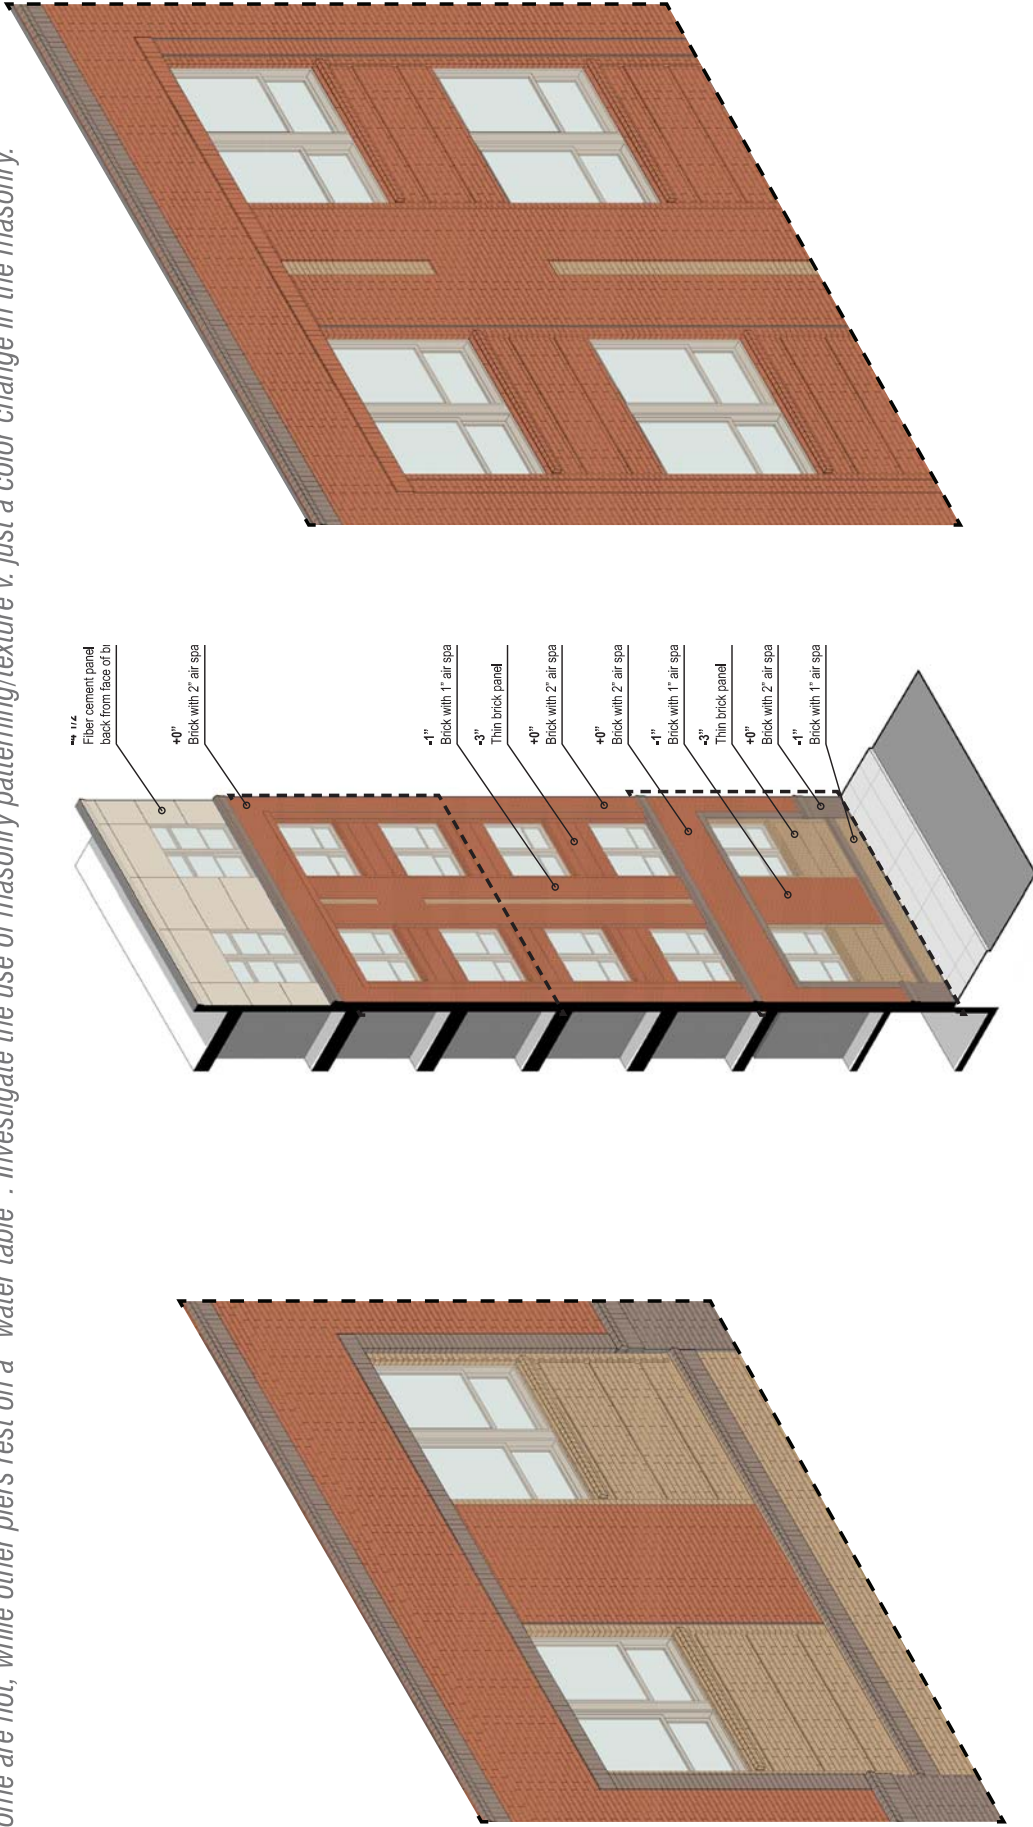 are not, while other piers rest on a "water table". Investigate the use of masonry patterning/texture v. just a color change in the masonry.
Fiber cement panel
back from face of
+0"
Brick with 2" air spa
-1"
Brick with 1" air spa
-3"
Thin brick panel
+0"
Brick with 2" air spa
+0"
Brick with 2" air spa
-1"
Brick with 1" air spa
-3"
Thin brick panel
+0"
Brick with 2" air spa
-1"
Brick with 1" air spa